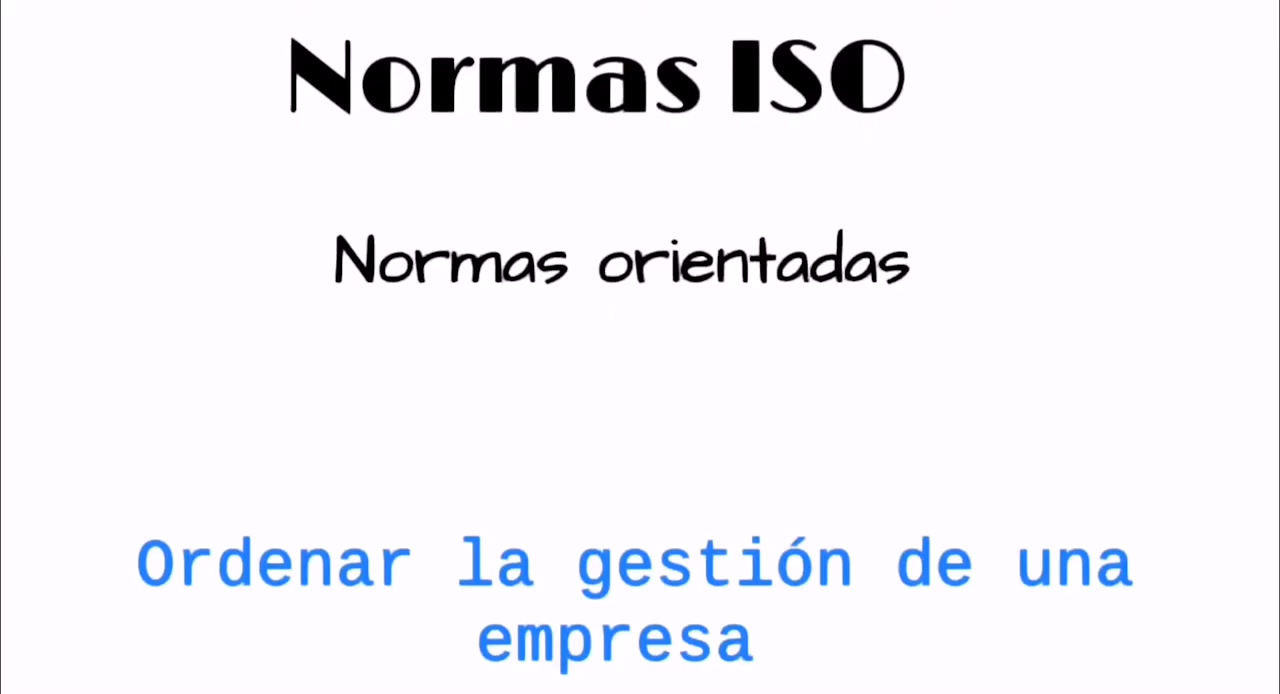 Normas ISO
Normas orientadas
Ordenar la gestión de una
empresa